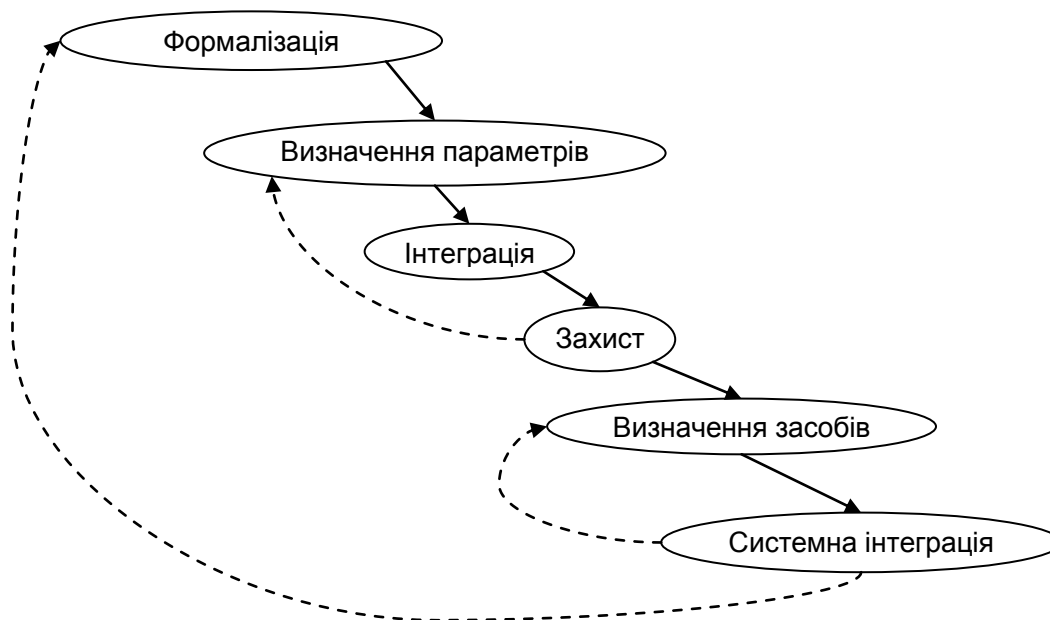 Формалізація
Визначення параметрів
Інтеграція
Захист
Визначення засобів
Системна інтеграція